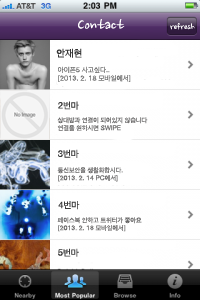 AT&T 3G 2:03 PM
Contact
refresh
안재현
아이폰5 사고싶다..
[2013. 2. 18 모바일에서]
No Image
2번마
상대말과 연결이 되어있지 않습니다
연결을 원하시면 SWIPE
3번마
통신보안을 생활화합시다.
[2013. 2. 14 PC에서]
4번마
페이스북 안하고 트위터가 좋아요
[2013. 2. 18 모바일에서]
5번마
Nearby
Most Popular
Browse
Info